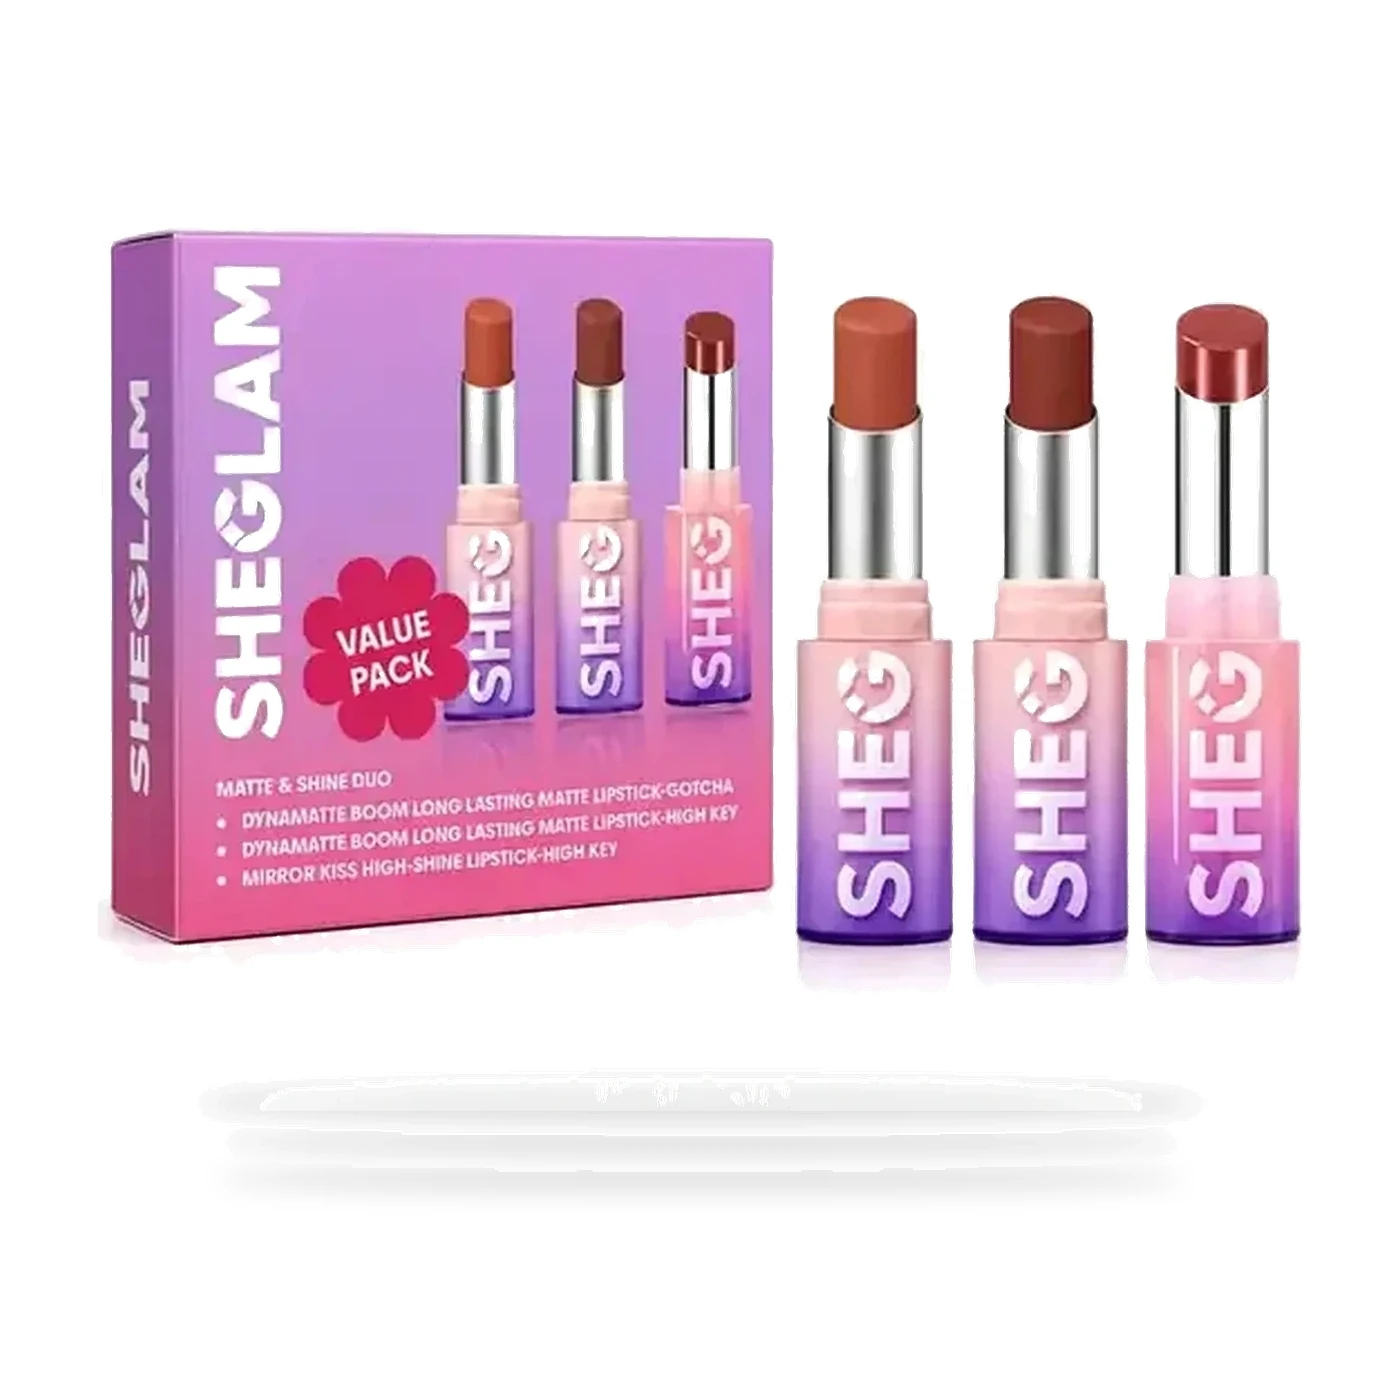 SHEGLAM
SHEGLAM
VALUE
PACK
SHEG
SHEG
SHEG
MATTE & SHINE DUO
• DYNAMATTE BOOM LONG LASTING MATTE LIPSTICK-GOTCHA
• DYNAMATTE BOOM LONG LASTING MATTE LIPSTICK-HIGH KEY
• MIRROR KISS HIGH-SHINE LIPSTICK-HIGH KEY
SHEG
SHEG
SHEG